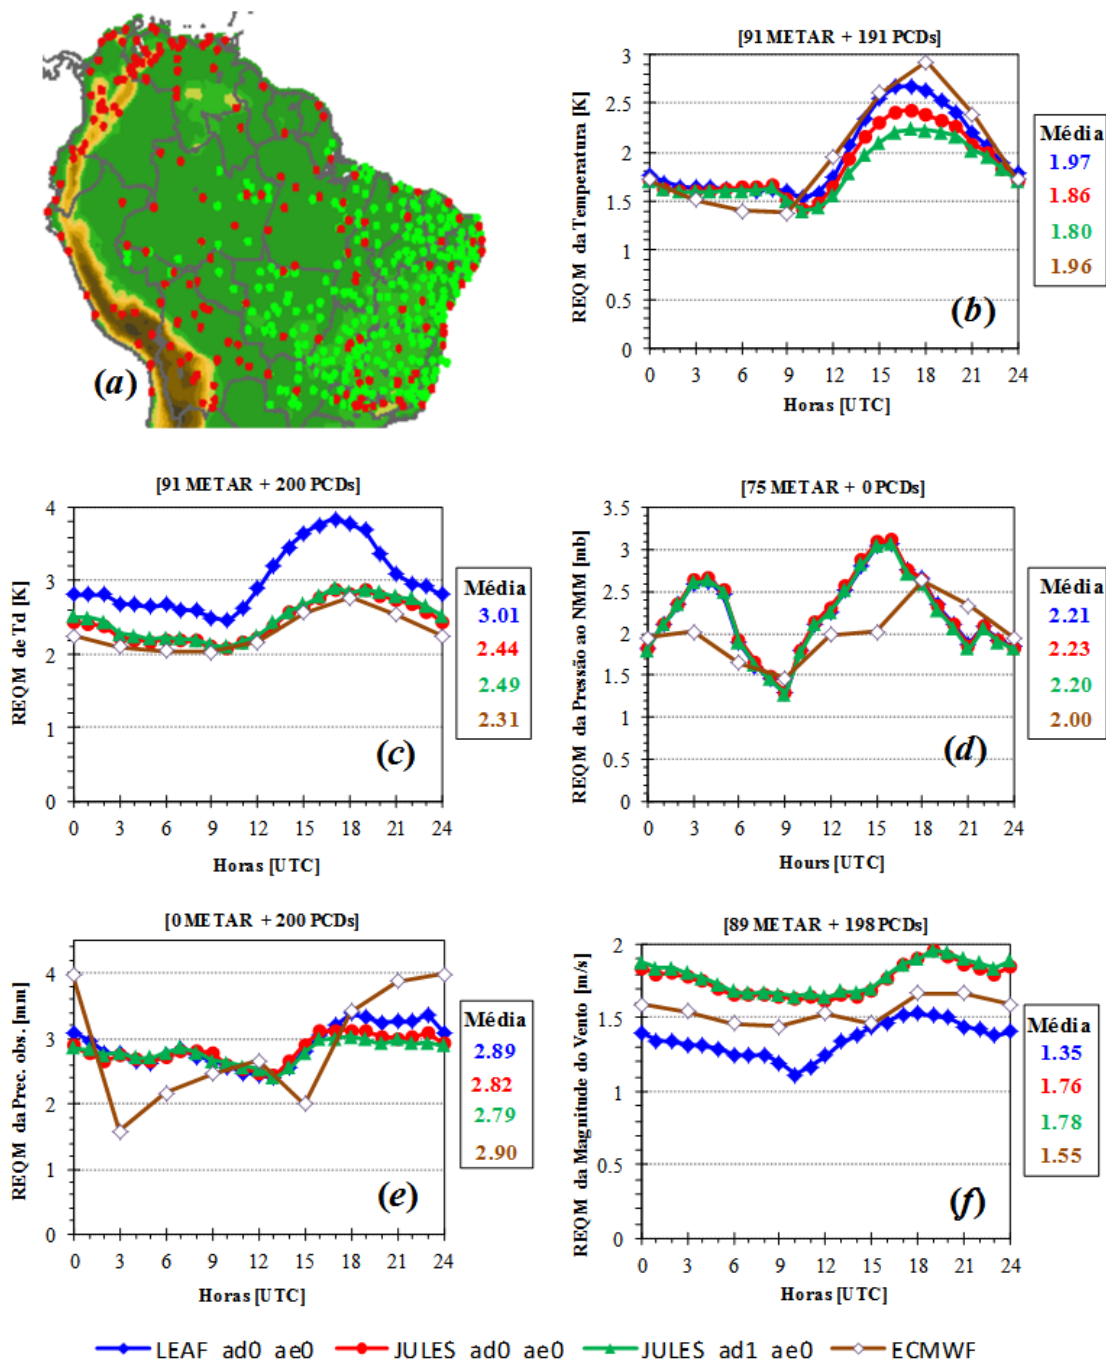 (a)
[91 METAR + 191 PCDs]
REQM da Temperatura [K]
3
2.5
2
1.5
1
0.5
0
0 3 6 9 12 15 18 21 24
Horas [UTC]
(b)
Média
1.97
1.86
1.80
1.96
[91 METAR + 200 PCDs]
REQM de Td [K]
4
3
2
1
0
0 3 6 9 12 15 18 21 24
Horas [UTC]
(c)
Média
3.01
2.44
2.49
2.31
[75 METAR + 0 PCDs]
REQM da Pressão ao NMM [mb]
3.5
3
2.5
2
1.5
1
0.5
0
0 3 6 9 12 15 18 21 24
Hours [UTC]
(d)
Média
2.21
2.23
2.20
2.00
[0 METAR + 200 PCDs]
REQM da Prec. obs. [mm]
4
3
2
1
0
0 3 6 9 12 15 18 21 24
Horas [UTC]
(e)
Média
2.89
2.82
2.79
2.90
[89 METAR + 198 PCDs]
REQM da Magnitude do Vento [m/s]
2
1.5
1
0.5
0
0 3 6 9 12 15 18 21 24
Horas [UTC]
(f)
Média
1.35
1.76
1.78
1.55
LEAF_ad0_ae0 JULES_ad0_ae0 JULES_ad1_ae0 ECMWF